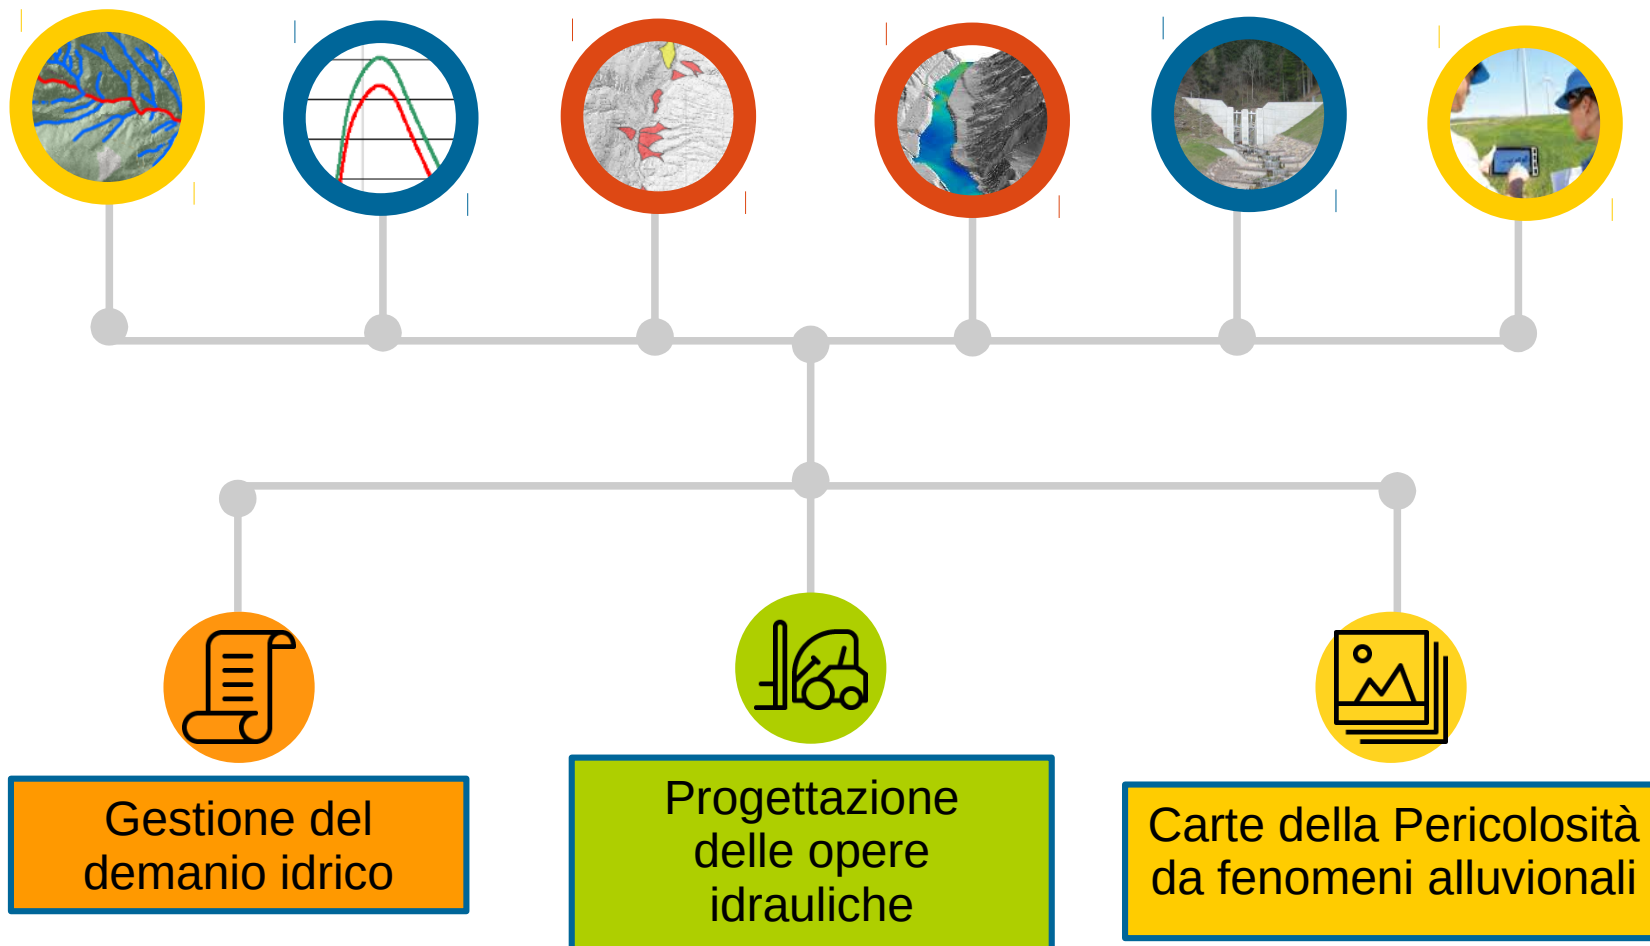 Gestione del
demanio idrico
Progettazione
delle opere
idrauliche
Carte della Pericolosità
da fenomeni alluvionali